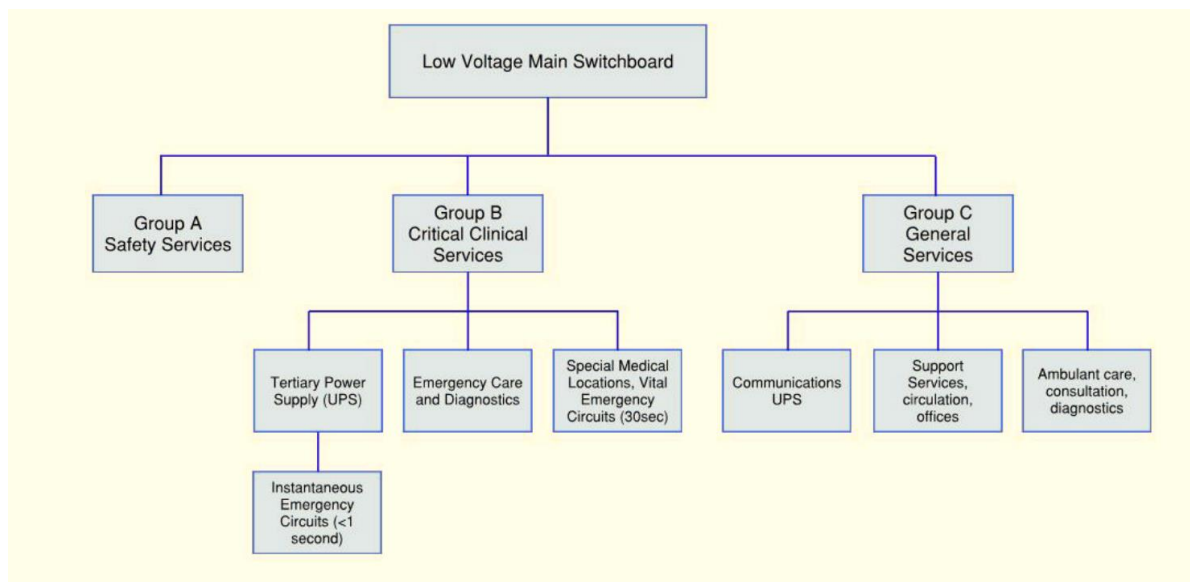 Low Voltage Main Switchboard
Group A
Safety Services
Group B
Critical Clinical
Services
Group C
General
Services
Tertiary Power
Supply (UPS)
Emergency Care
and Diagnostics
Special Medical
Locations, Vital
Emergency
Circuits (30sec)
Communications
UPS
Support
Services,
circulation,
offices
Ambulant care,
consultation,
diagnostics
Instantaneous
Emergency
Circuits (<1
second)